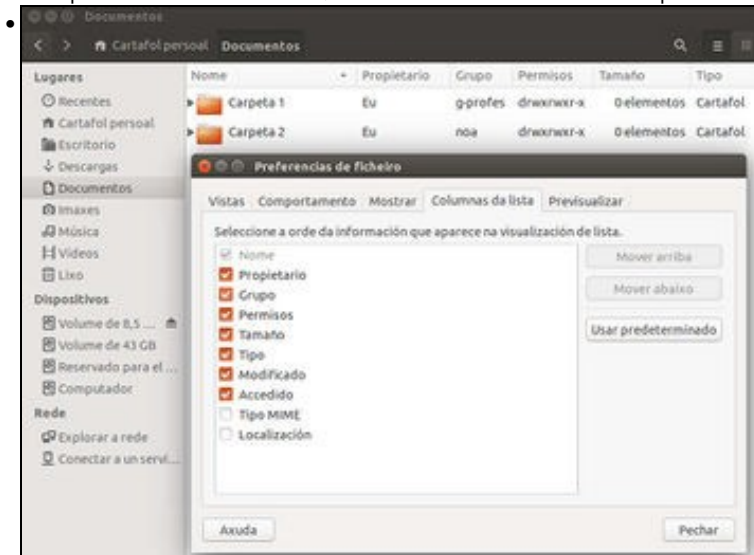 Documentos
Cartafol persoal Documentos
Lugares
Recentes
Cartafol persoal
Escritorio
Descargas
Documentos
Imaxes
Música
Vídeos
Lixo
Dispositivos
Volume de 8,5 ...
Volume de 43 GB
Reservado para el ...
Computador
Rede
Explorar a rede
Conectar a un servi...
Nome Propietario Grupo Permisos Tamaño Tipo
Carpeta 1 Eu g-profes drwxrwxr-x 0 elementos Cartafol
Carpeta 2 Eu noa drwxrwxr-x 0 elementos Cartafol
Preferencias de ficheiro
Vistas Comportamento Mostrar Columnas da lista Previsualizar
Seleccione a orde da información que aparece na visualización de lista.
Nome
Propietario
Grupo
Permisos
Tamaño
Tipo
Modificado
Accedido
Tipo MIME
Localización
Mover arriba
Mover abaixo
Usar predeterminado
Axuda
Pechar